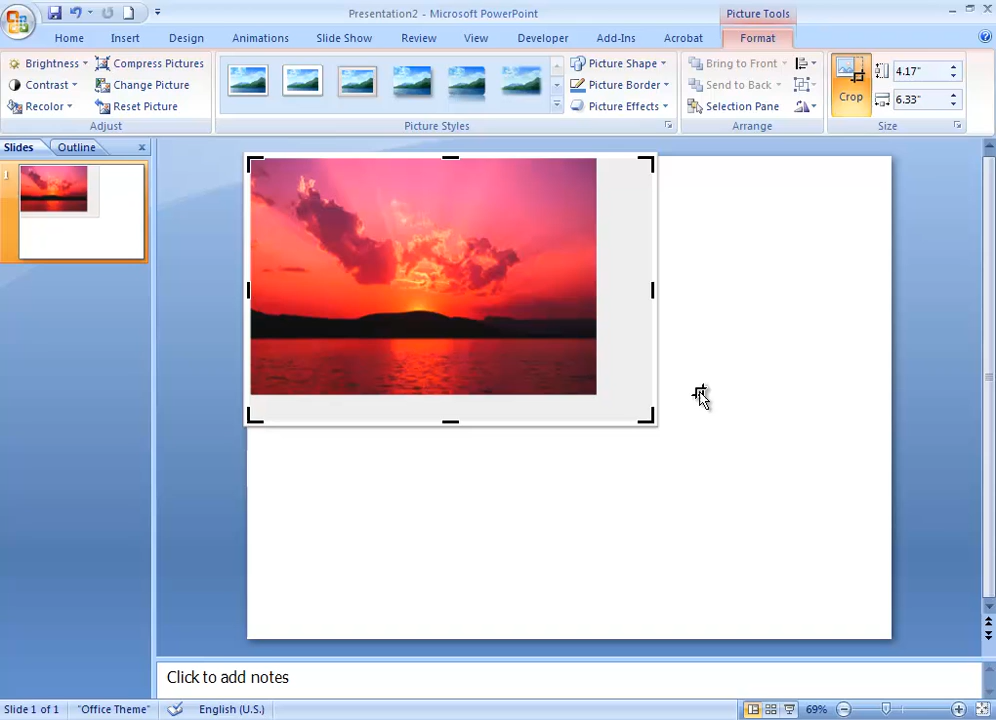 Presentation2 - Microsoft PowerPoint
Picture Tools
Home Insert Design Animations Slide Show Review View Developer Add-Ins Acrobat Format
Brightness Compress Pictures Picture Shape Bring to Front 4.17"
Contrast Change Picture Picture Border Send to Back Crop 6.33"
Recolor Reset Picture Picture Effects Selection Pane
Adjust Picture Styles Arrange Size
Slides Outline x
1
Click to add notes
Slide 1 of 1 "Office Theme" English (U.S.) 69%